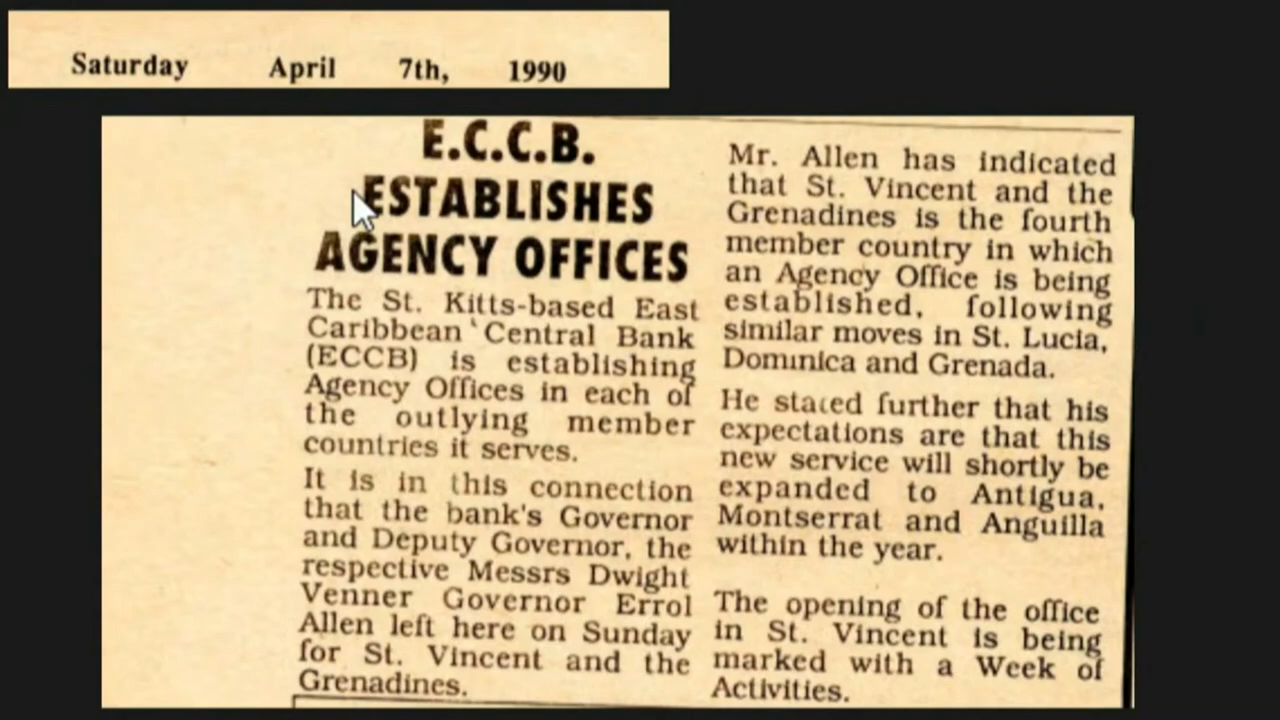 Saturday April 7th, 1990
E.C.C.B.
ESTABLISHES
AGENCY OFFICES
The St. Kitts-based East
Caribbean Central Bank
(ECCB) is establishing
Agency Offices in each of
the outlying member
countries it serves.
It is in this connection
that the bank's Governor
and Deputy Governor, the
respective Messrs Dwight
Venner Governor Errol
Allen left here on Sunday
for St. Vincent and the
Grenadines.
Mr. Allen has indicated
that St. Vincent and the
Grenadines is the fourth
member country in which
an Agency Office is being
established, following
similar moves in St. Lucia,
Dominica and Grenada.
He stated further that his
expectations are that this
new service will shortly be
expanded to Antigua,
Montserrat and Anguilla
within the year.
The opening of the office
in St. Vincent is being
marked with a Week of
Activities.